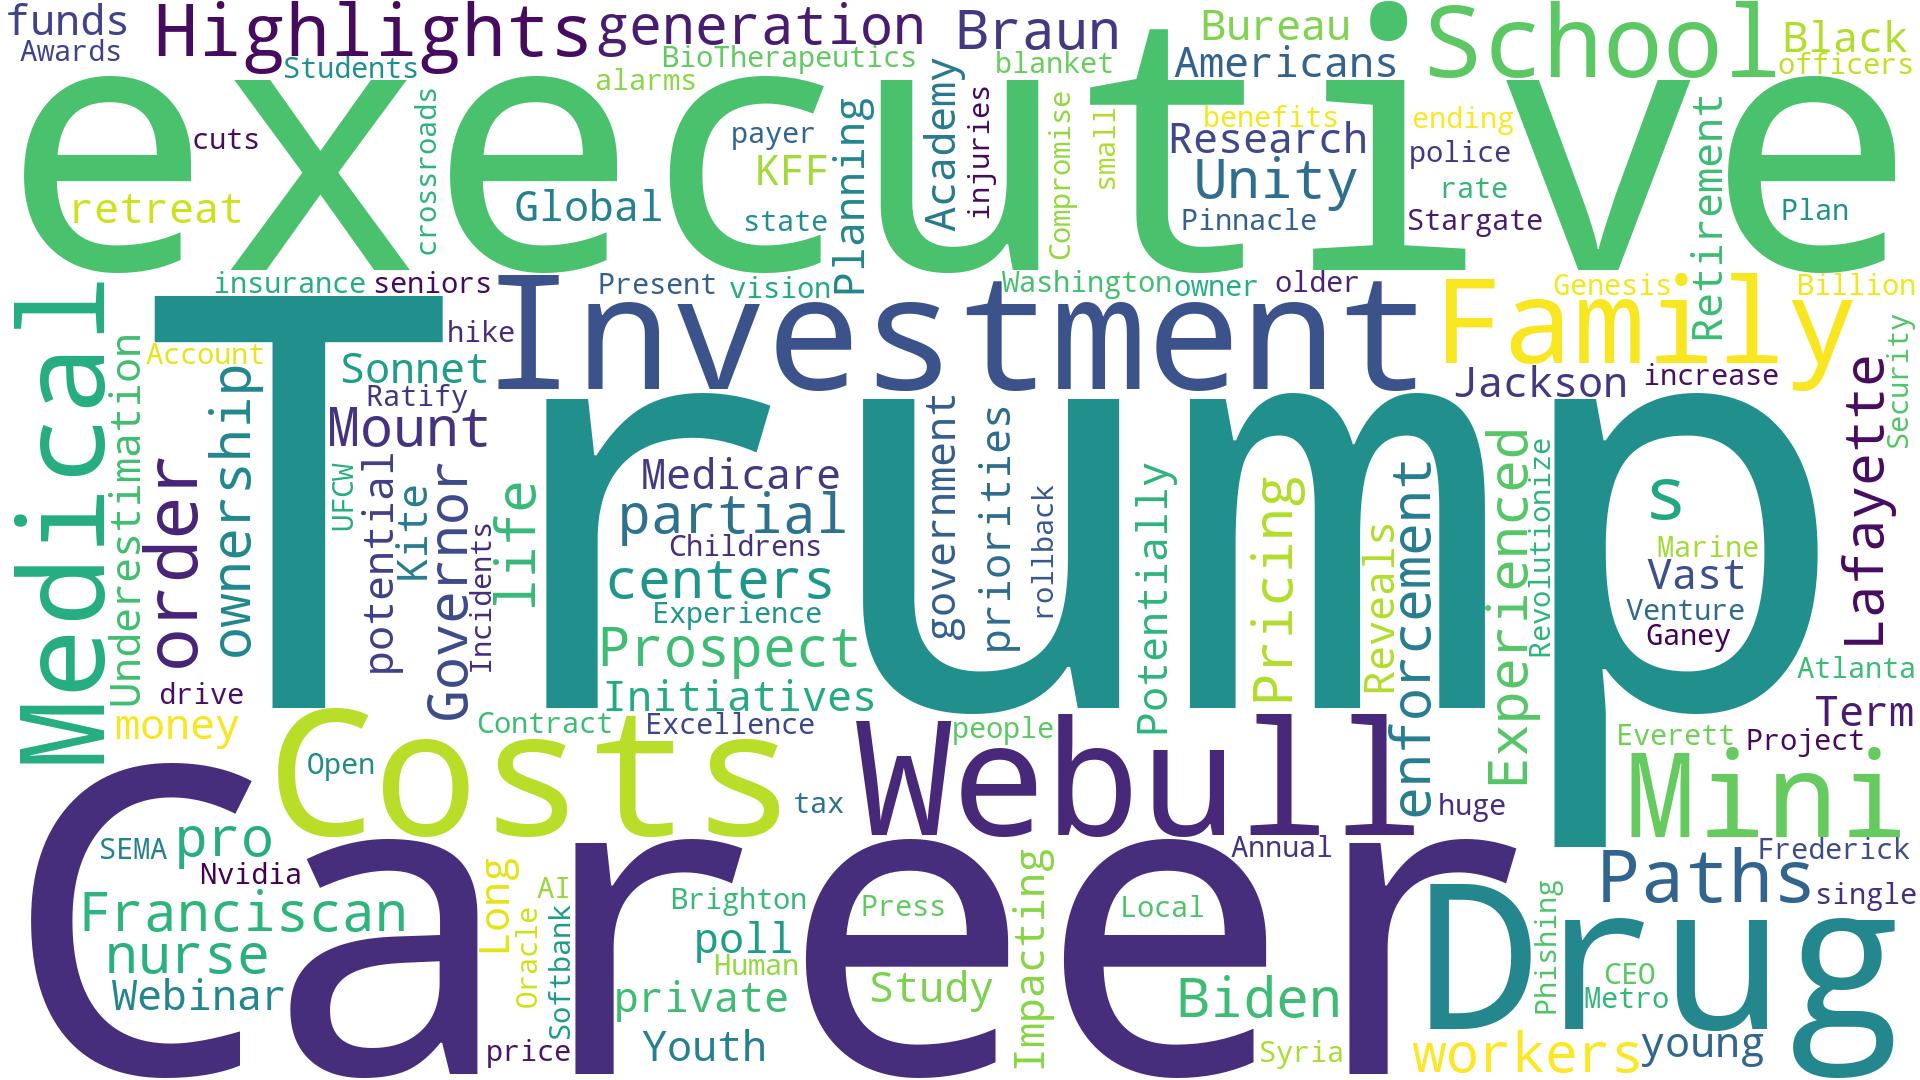 funds
Highlights
generation
Braun
Bureau
School
Black
Awards
Students
BioTherapeutics
blanket
Americans
officers
alarms
executive
cuts
crossroads
payer
Planning
Academy
injuries
Compromise
small
benefits
ending
Research
police
Retirement
KFF
retreat
Global
state
Unity
rate
Pinnacle
Stargate
Plan
insurance
seniors
Present
vision
Washington
owner
older
Genesis
Billion
Medical
Investment
Family
hike
Account
Sonnet
Jackson
increase
Security
Underestimation
Ratify
Mount
Trump
order
ownership
UFCW
potential
Kite
Governor
Incidents
life
Medicare
partial
Childrens
centers
Experience
Prospect
Initiatives
government
priorities
rollback
Potentially
Pricing
Reveals
enforcement
Experienced
Revolutionize
s
Marine
Vast
Venture
Ganey
Lafayette
Atlanta
drive
money
Term
Contract
Excellence
people
Everett
Project
Open
Costs
tax
Webull
huge
Mini
SEMA
pro
Nvidia
Annual
Frederick
Paths
single
Career
Franciscan
nurse
Webinar
Long
AI
Oracle
Softbank
Brighton
poll
Human
private
Press
Study
Impacting
Local
Biden
Drug
Phishing
CEO
Metro
price
Youth
Syria
workers
young